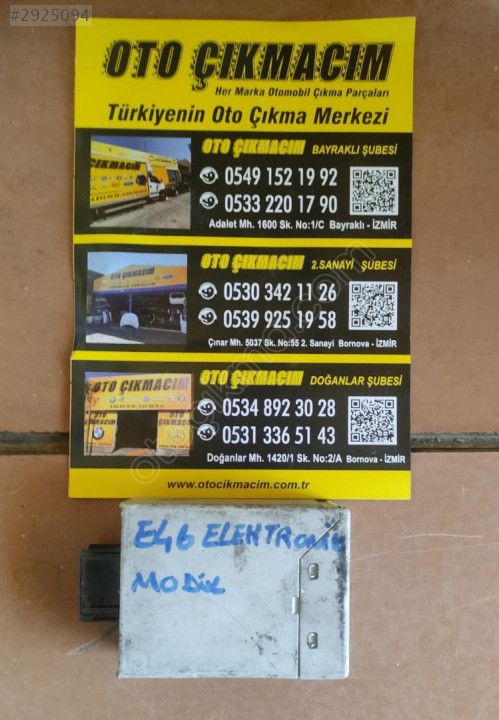 #2925094
OTO ÇIKMACIM
Her Marka Otomobil Çıkma Parçaları
Türkiyenin Oto Çıkma Merkezi
OTO ÇIKMACIM BAYRAKLI ŞUBESİ
0549 152 19 92
0533 220 17 90
Adalet Mh. 1600 Sk. No:1/C Bayraklı - İZMİR
OTO ÇIKMACIM 2.SANAYİ ŞUBESİ
0530 342 11 26
0539 925 19 58
Çınar Mh. 5037 Sk. No:55 2. Sanayi Bornova - İZMİR
OTO ÇIKMACIM
OTO ÇIKMACIM DOĞANLAR ŞUBESİ
0534 892 30 28
0531 336 51 43
Doğanlar Mh. 1420/1 Sk. No:2/A Bornova - İZMİR
OTO ÇIKMACIM
www.otocikmacim.com.tr
E46 ELEKTRONİK
MODÜL